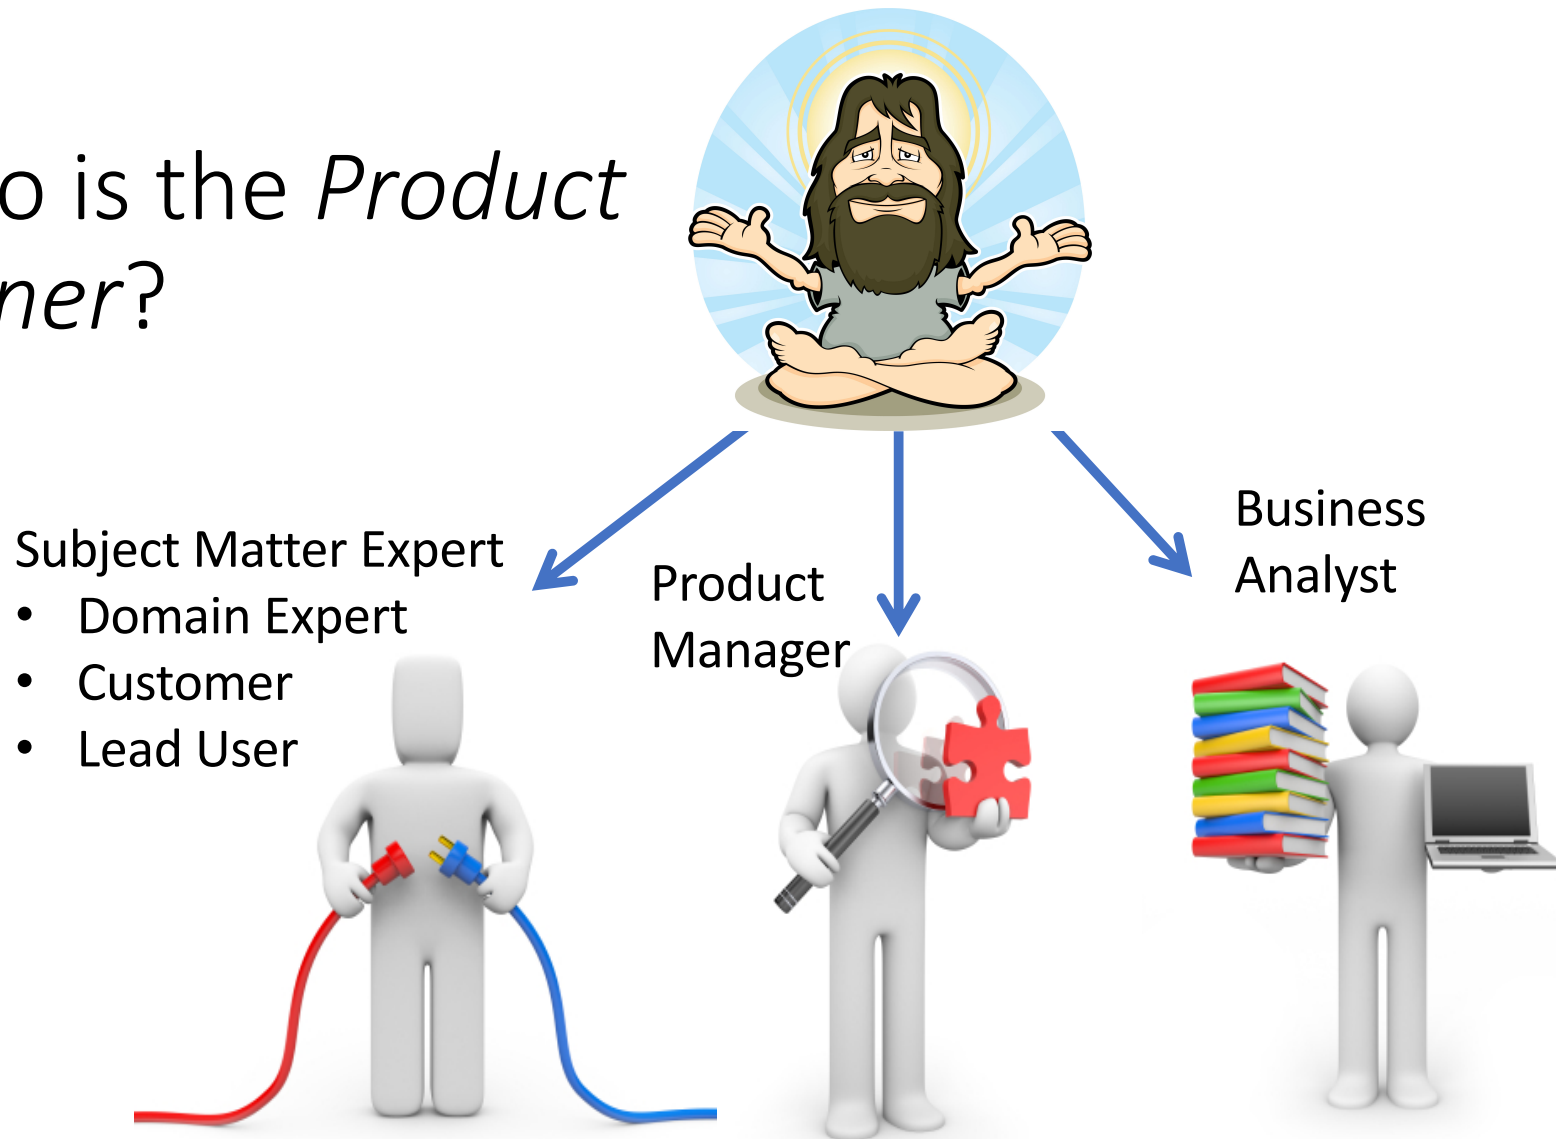 o is the Product
ner?
Subject Matter Expert
• Domain Expert
• Customer
• Lead User
Product
Manager
Business
Analyst